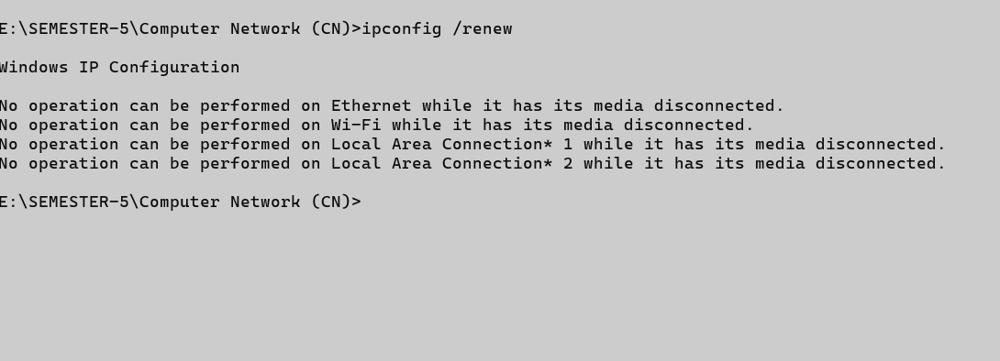 E:\SEMESTER-5\Computer Network (CN)>ipconfig /renew
Windows IP Configuration
No operation can be performed on Ethernet while it has its media disconnected.
No operation can be performed on Wi-Fi while it has its media disconnected.
No operation can be performed on Local Area Connection* 1 while it has its media disconnected.
No operation can be performed on Local Area Connection* 2 while it has its media disconnected.
E:\SEMESTER-5\Computer Network (CN)>